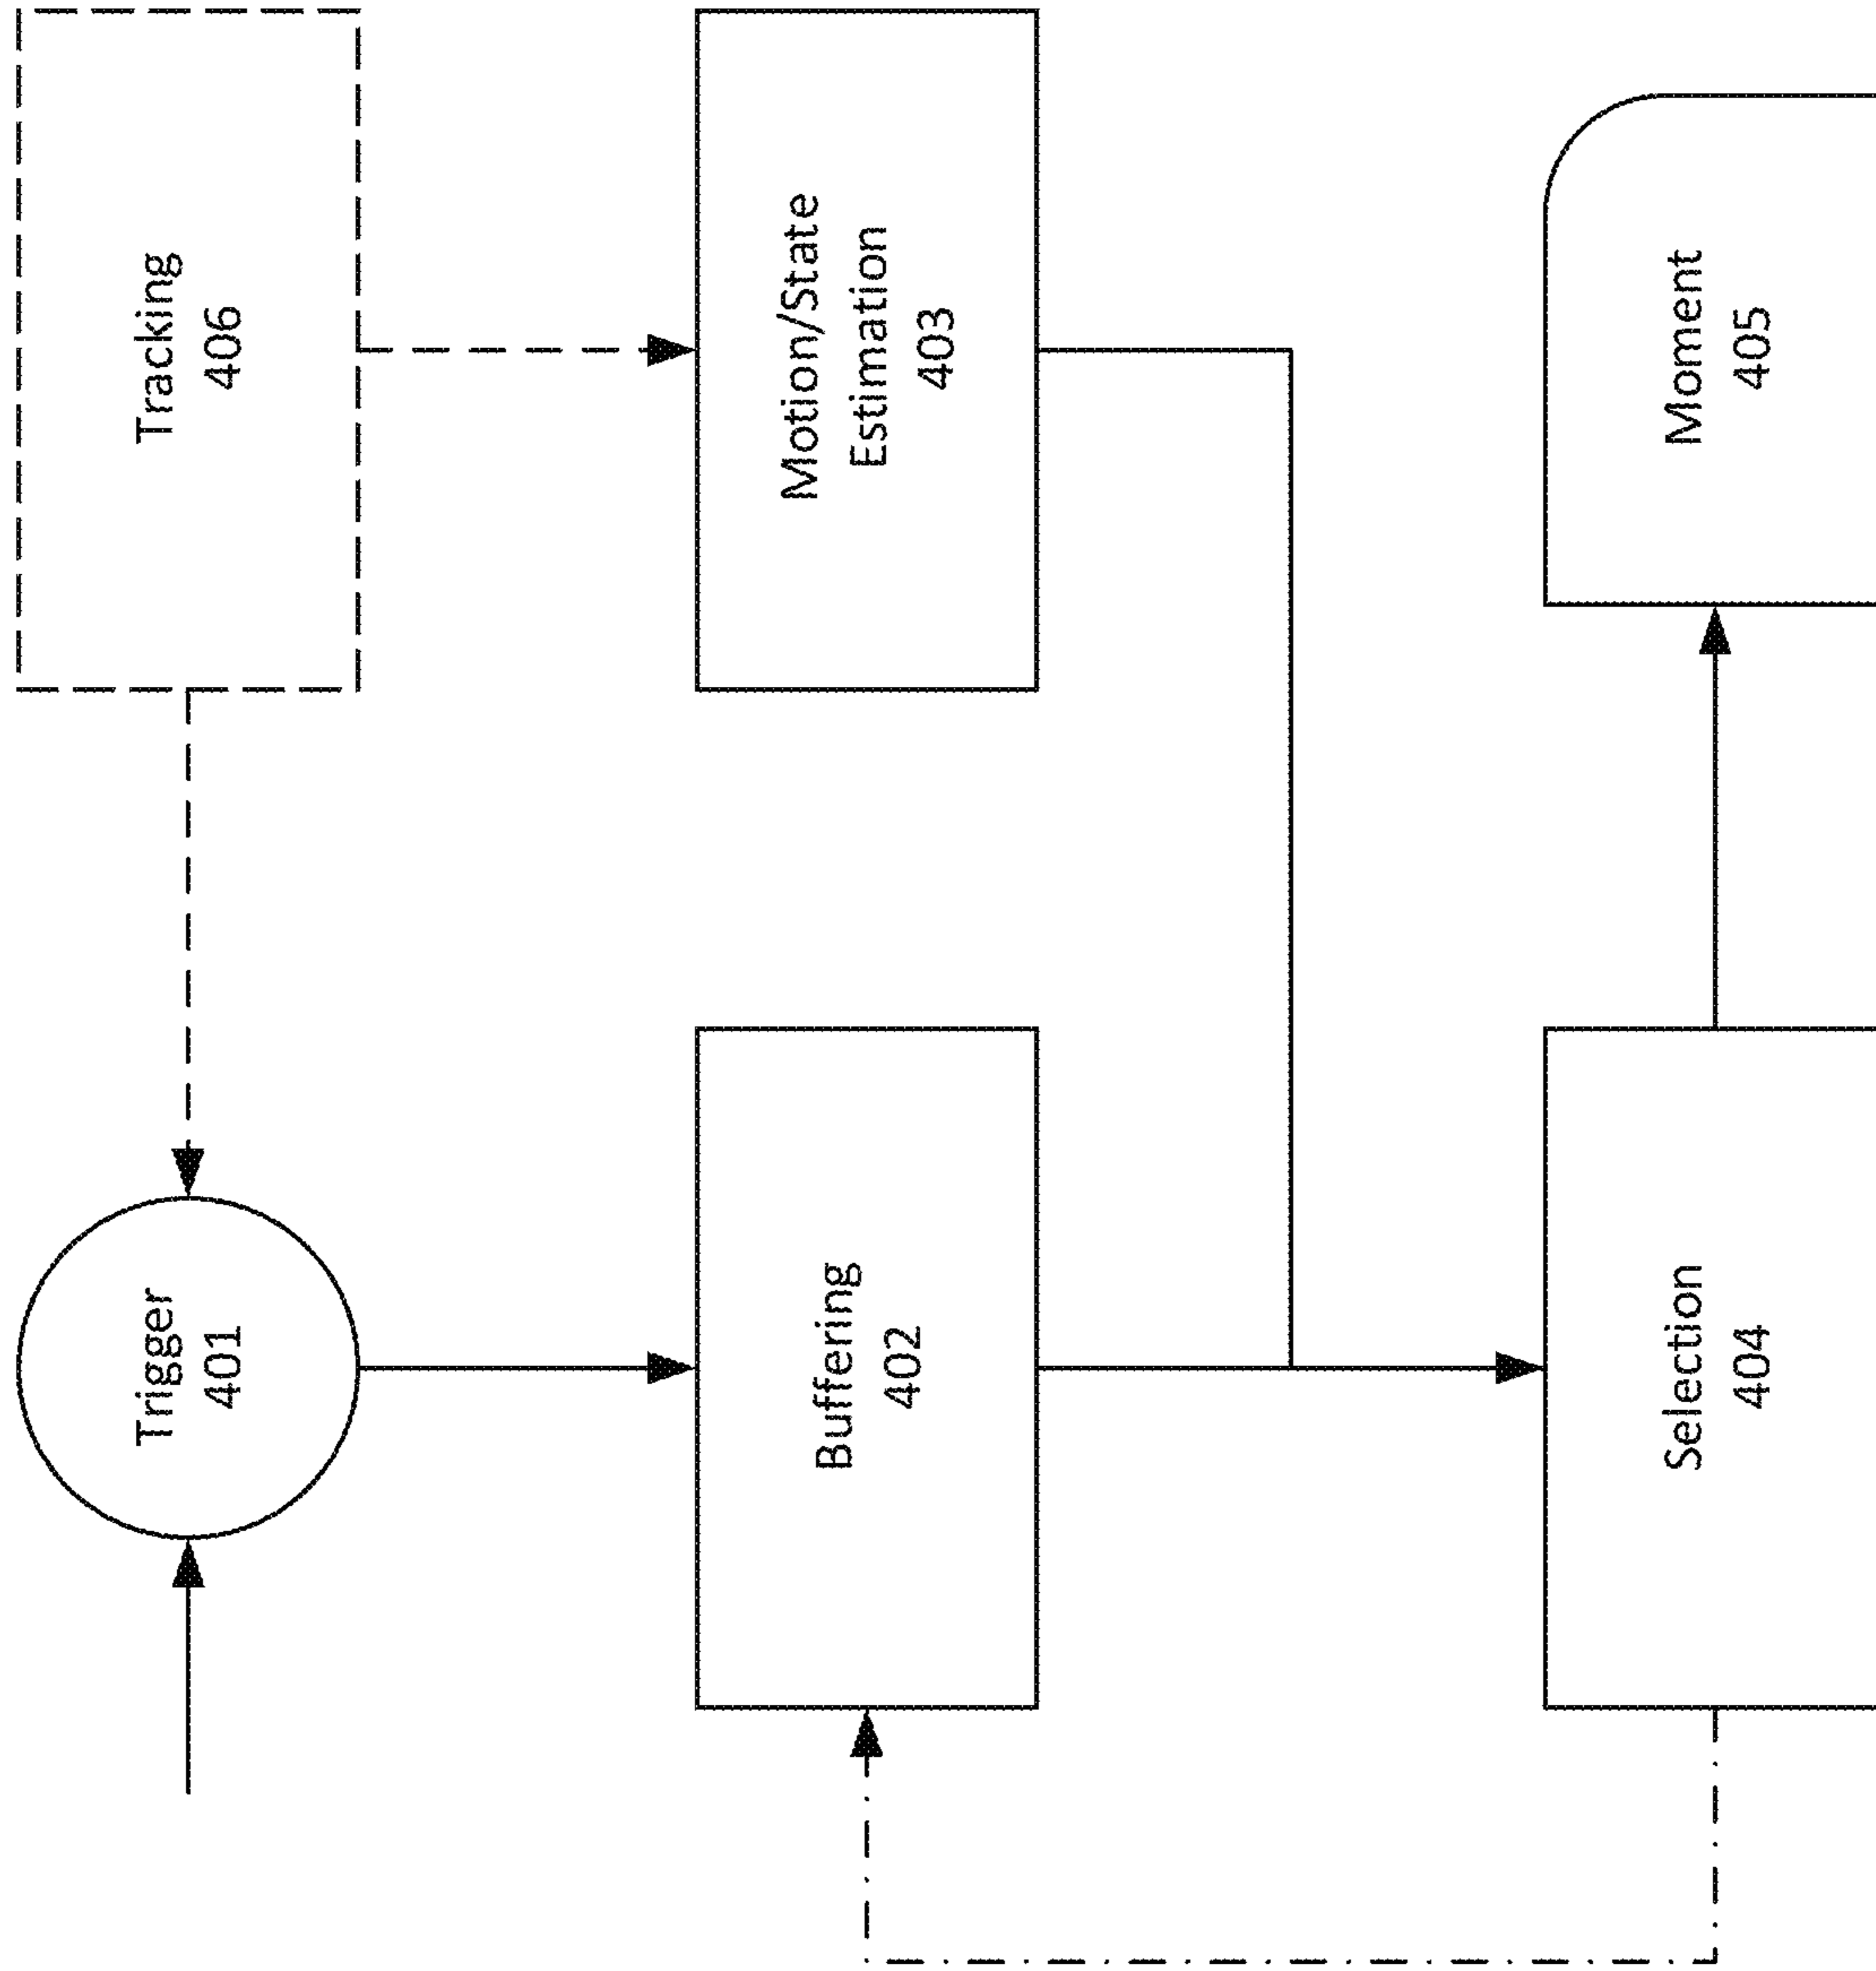 Trigger
401
Tracking
406
Buffering
402
Motion/State
Estimation
403
Selection
404
Moment
405